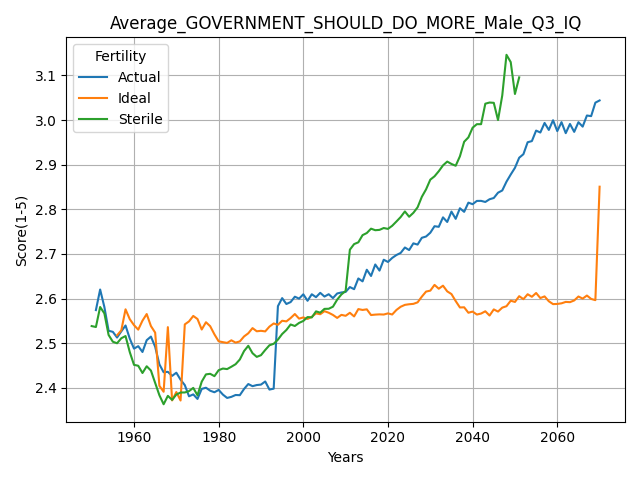 Average_GOVERNMENT_SHOULD_DO_MORE_Male_Q3_IQ
Fertility
Actual
Ideal
Sterile
Score(1-5)
3.1
3.0
2.9
2.8
2.7
2.6
2.5
2.4
1960 1980 2000 2020 2040 2060
Years